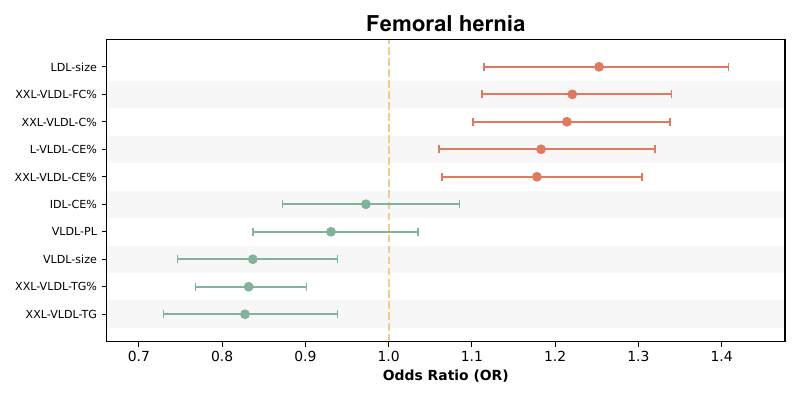 Femoral hernia
LDL-size
XXL-VLDL-FC%
XXL-VLDL-C%
L-VLDL-CE%
XXL-VLDL-CE%
IDL-CE%
VLDL-PL
VLDL-size
XXL-VLDL-TG%
XXL-VLDL-TG
0.7 0.8 0.9 1.0 1.1 1.2 1.3 1.4
Odds Ratio (OR)